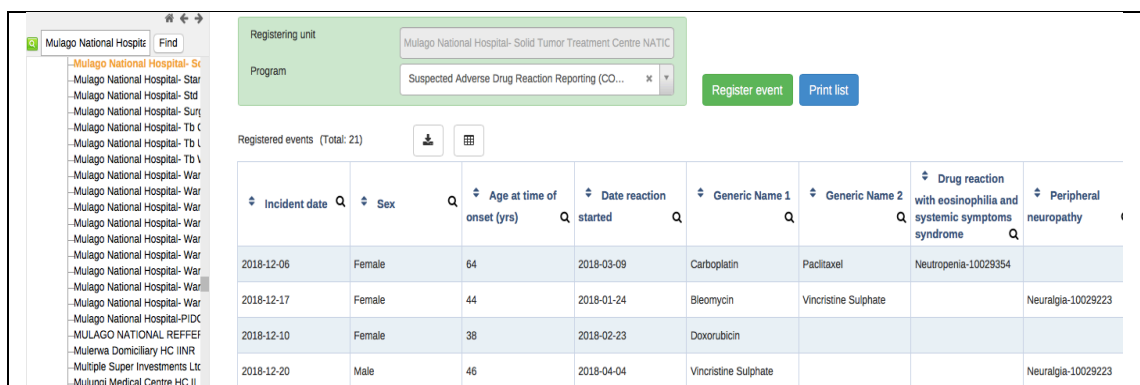 Mulago National Hospita Find
Mulago National Hospital- So
Mulago National Hospital- Star
Mulago National Hospital- Std
Mulago National Hospital- Surg
Mulago National Hospital- Tb
Mulago National Hospital- Tb
Mulago National Hospital- Tb
Mulago National Hospital- War
Mulago National Hospital- War
Mulago National Hospital- War
Mulago National Hospital- War
Mulago National Hospital- War
Mulago National Hospital- War
Mulago National Hospital- War
Mulago National Hospital- War
Mulago National Hospital- War
Mulago National Hospital-PIDC
MULAGO NATIONAL REFFER
Mulerwa Domiciliary HC IINR
Multiple Super Investments Ltd
Mulungi Medical Centre HC II
Registering unit
Mulago National Hospital- Solid Tumor Treatment Centre NATIC
Program
Suspected Adverse Drug Reaction Reporting (CO...
Register event
Print list
Registered events (Total: 21)
Incident date
Sex
Age at time of
onset (yrs)
Date reaction
started
Generic Name 1
Generic Name 2
Drug reaction
with eosinophilia and
systemic symptoms
syndrome
Peripheral
neuropathy
2018-12-06 Female 64 2018-03-09 Carboplatin Paclitaxel Neutropenia-10029354
2018-12-17 Female 44 2018-01-24 Bleomycin Vincristine Sulphate Neuralgia-10029223
2018-12-10 Female 38 2018-02-23 Doxorubicin
2018-12-20 Male 46 2018-04-04 Vincristine Sulphate Neuralgia-10029223